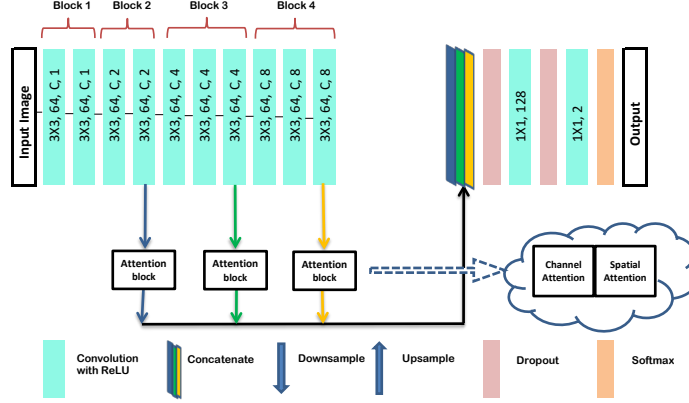 Block 1
Block 2
Block 3
Block 4
Input Image
3X3, 64, C, 1
3X3, 64, C, 1
3X3, 64, C, 2
3X3, 64, C, 2
3X3, 64, C, 4
3X3, 64, C, 4
3X3, 64, C, 4
3X3, 64, C, 8
3X3, 64, C, 8
3X3, 64, C, 8
1X1, 128
1X1, 2
Output
Attention
block
Attention
block
Attention
block
Channel
Attention
Spatial
Attention
Convolution
with ReLU
Concatenate
Downsample
Upsample
Dropout
Softmax